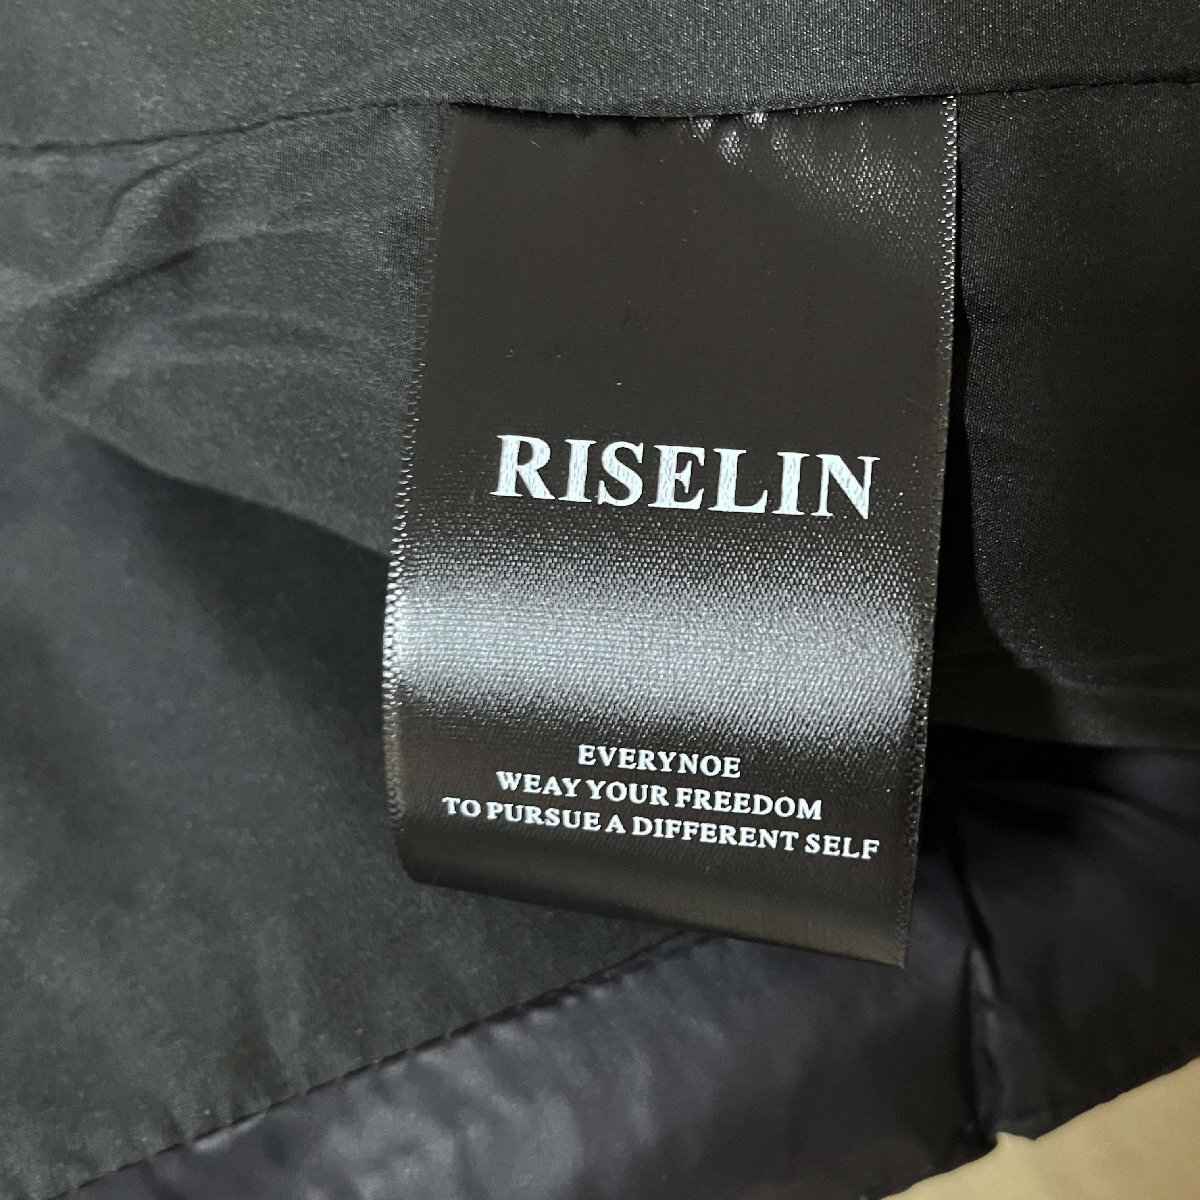 RISELIN
EVERYNOE
WEAY YOUR FREEDOM
TO PURSUE A DIFFERENT SELF